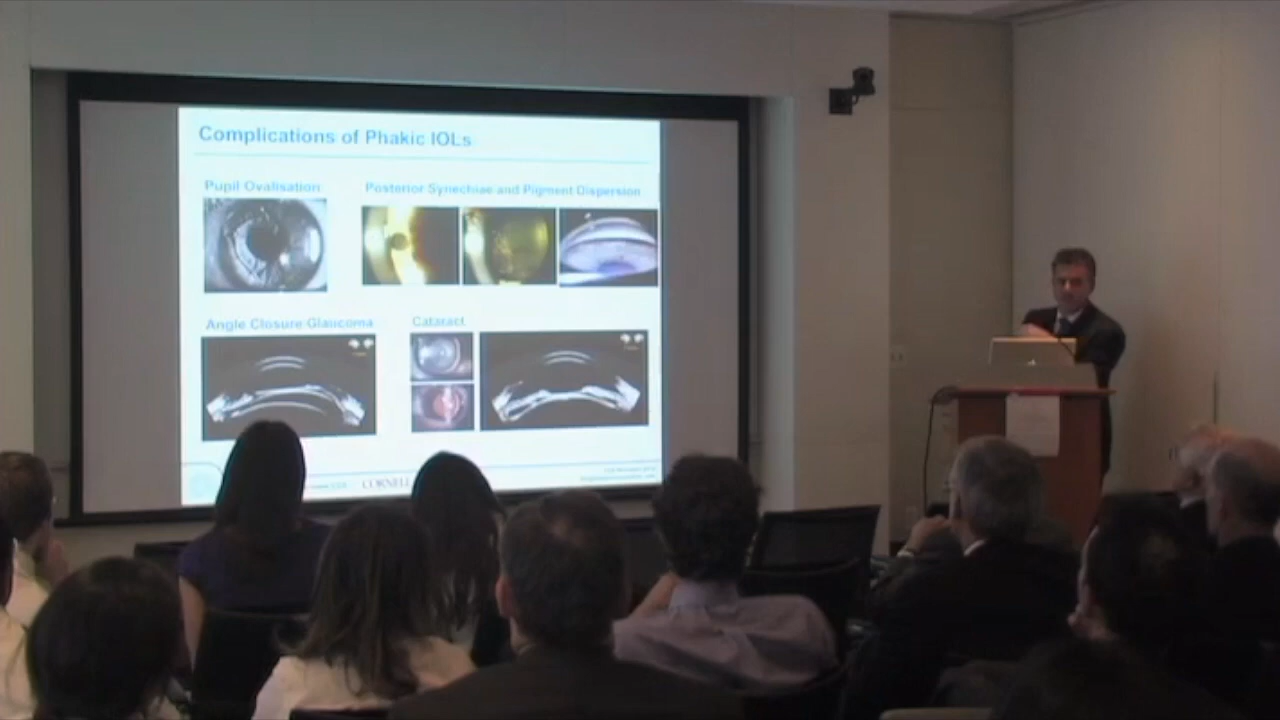 Complications of Phakic IOLs
Pupil Ovalisation
Posterior Synechiae and Pigment Dispersion
Angle Closure Glaucoma
Cataract
CORNELL